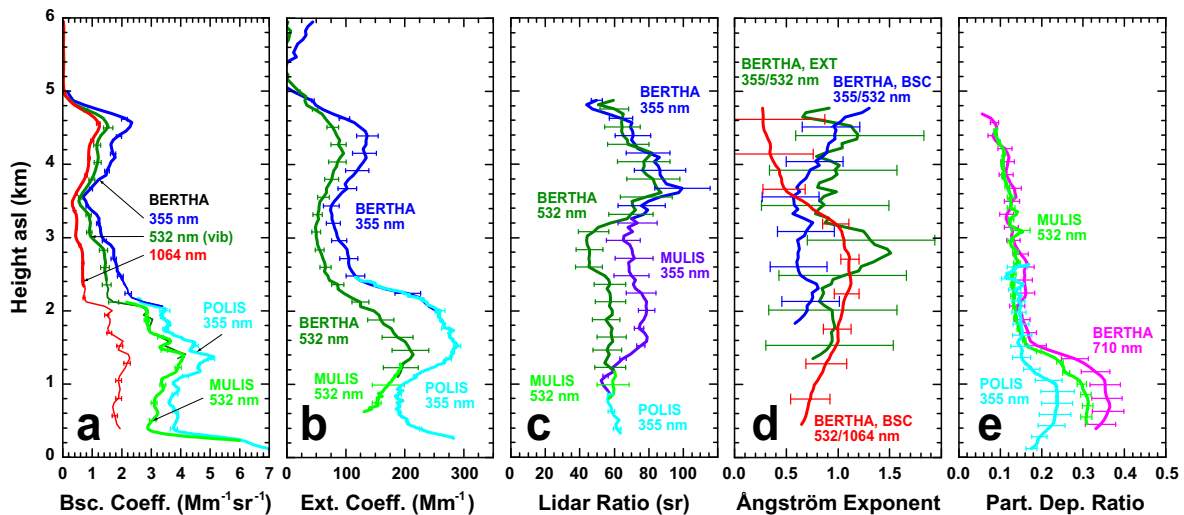 Height asl (km)
6
5
4
3
2
1
0
BERTHA
355 nm
532 nm (vib)
1064 nm
POLIS
355 nm
MULIS
532 nm
a
0 1 2 3 4 5 6 7
Bsc. Coeff. (Mm⁻¹sr⁻¹)
BERTHA
355 nm
BERTHA
532 nm
MULIS
532 nm
POLIS
355 nm
b
0 100 200 300
Ext. Coeff. (Mm⁻¹)
BERTHA
355 nm
BERTHA
532 nm
MULIS
355 nm
MULIS
532 nm
POLIS
355 nm
c
0 20 40 60 80 100
Lidar Ratio (sr)
BERTHA, EXT
355/532 nm
BERTHA, BSC
355/532 nm
BERTHA, BSC
532/1064 nm
d
0.0 0.5 1.0 1.5 2.0
Ångström Exponent
MULIS
532 nm
BERTHA
710 nm
POLIS
355 nm
e
0.0 0.1 0.2 0.3 0.4 0.5
Part. Dep. Ratio